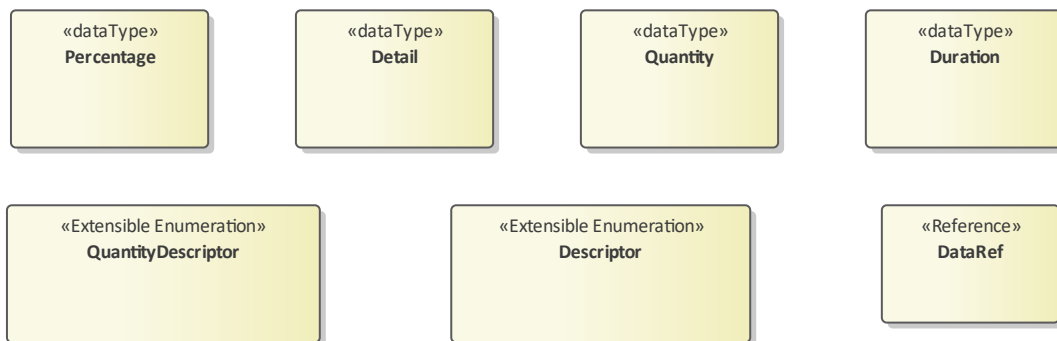 «dataType»
Percentage
«dataType»
Detail
«dataType»
Quantity
«dataType»
Duration
«Extensible Enumeration»
QuantityDescriptor
«Extensible Enumeration»
Descriptor
«Reference»
DataRef